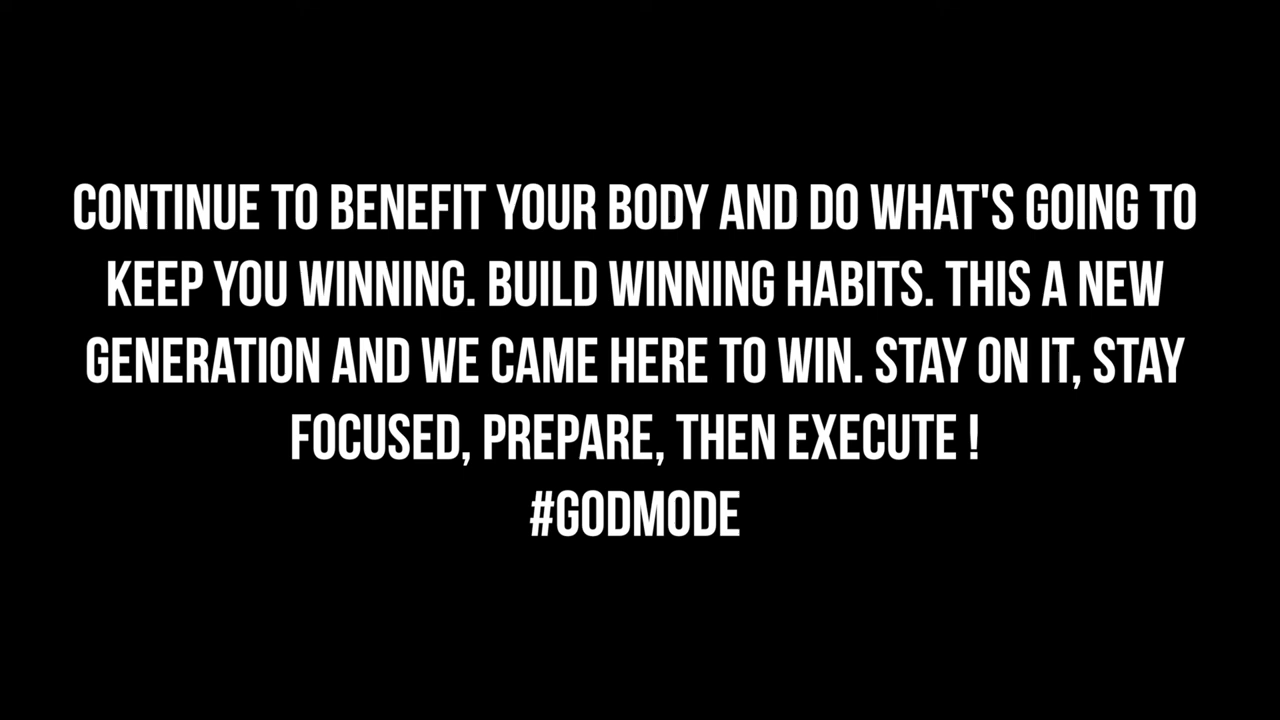 CONTINUE TO BENEFIT YOUR BODY AND DO WHAT'S GOING TO
KEEP YOU WINNING. BUILD WINNING HABITS. THIS A NEW
GENERATION AND WE CAME HERE TO WIN. STAY ON IT, STAY
FOCUSED, PREPARE, THEN EXECUTE !
#GODMODE